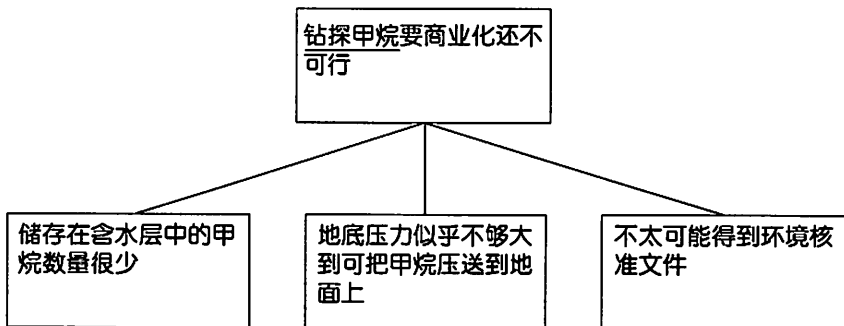 钻探甲烷要商业化还不
可行
储存在含水层中的甲
烷数量很少
地底压力似乎不够大
到可把甲烷压送到地
面上
不太可能得到环境核
准文件